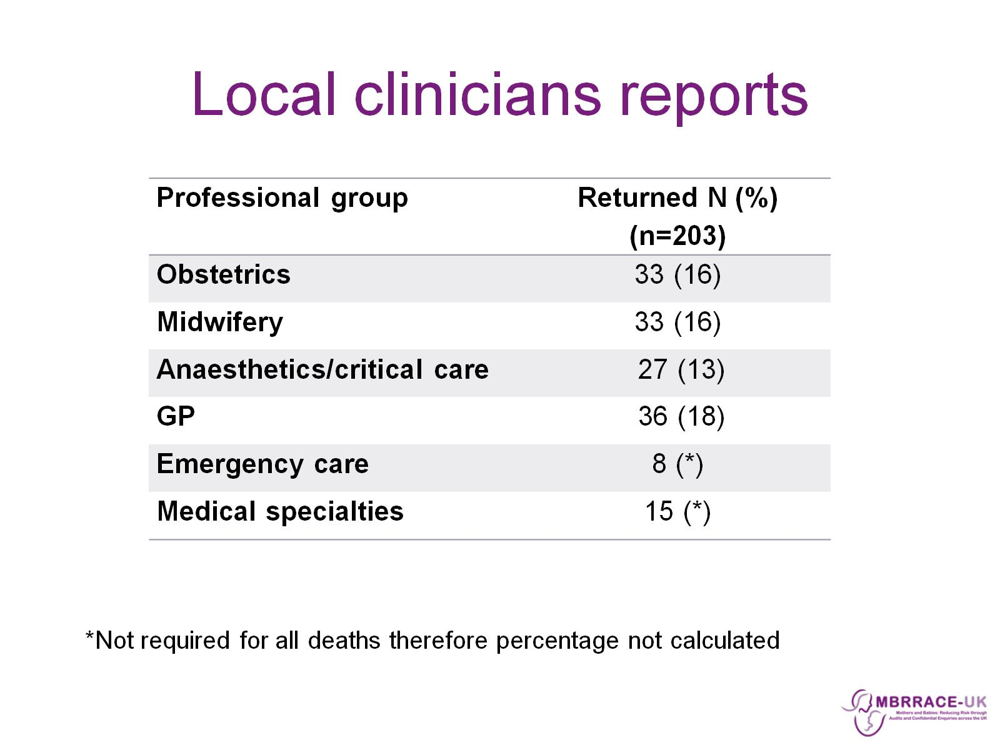 Local clinicians reports
Professional group Returned N (%)
(n=203)
Obstetrics 33 (16)
Midwifery 33 (16)
Anaesthetics/critical care 27 (13)
GP 36 (18)
Emergency care 8 (*)
Medical specialties 15 (*)
*Not required for all deaths therefore percentage not calculated
MBRRACE-UK
Mothers and Babies: Reducing Risk through
Audits and Confidential Enquiries across the UK